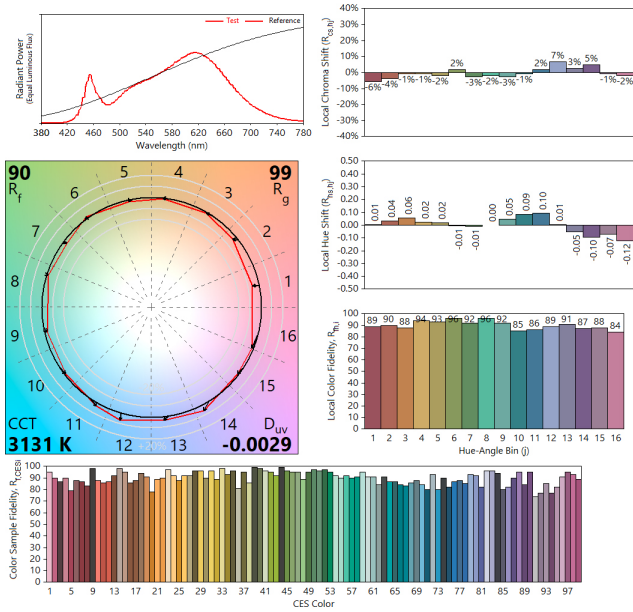 Test
Reference
Radiant Power
(Equal Luminous Flux)
380 420 460 500 540 580 620 660 700 740 780
Wavelength (nm)
Local Chroma Shift (Rcs,hj)
40%
30%
20%
10%
0%
-10%
-20%
-30%
-40%
-6% -4% -1% -1% -2% 2% -3% -2% -3% -1% 2% 7% 3% 5% -1% -2%
90
Rf
99
Rg
1
2
3
4
5
6
7
8
9
10
11
12
13
14
15
16
CCT
3131 K
Duv
-0.0029
Local Hue Shift (Rhs,hj)
0.50
0.40
0.30
0.20
0.10
0.00
-0.10
-0.20
-0.30
-0.40
-0.50
0.01 0.04 0.06 0.02 0.02 -0.01 -0.01 0.00 0.05 0.09 0.10 0.01 -0.05 -0.10 -0.07 -0.12
Local Color Fidelity, Rfh,i
100
90
80
70
60
50
40
30
20
10
0
89 90 88 94 93 96 92 96 92 85 86 89 91 87 88 84
1 2 3 4 5 6 7 8 9 10 11 12 13 14 15 16
Hue-Angle Bin (j)
Color Sample Fidelity, Rf,CESi
100
90
80
70
60
50
40
30
20
10
0
1 5 9 13 17 21 25 29 33 37 41 45 49 53 57 61 65 69 73 77 81 85 89 93 97
CES Color